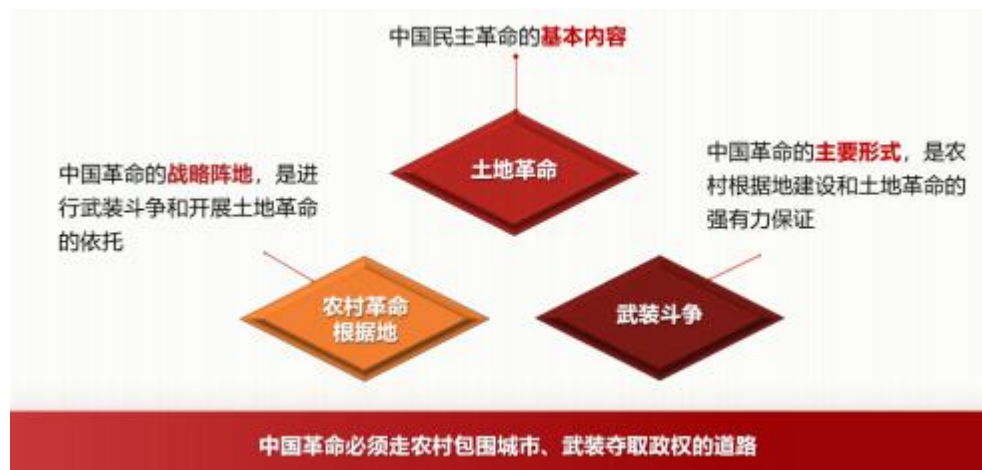 中国民主革命的基本内容
土地革命
中国革命的战略阵地，是进
行武装斗争和开展土地革命
的依托
中国革命的主要形式，是农
村根据地建设和土地革命的
强有力保证
农村革命
根据地
武装斗争
中国革命必须走农村包围城市、武装夺取政权的道路